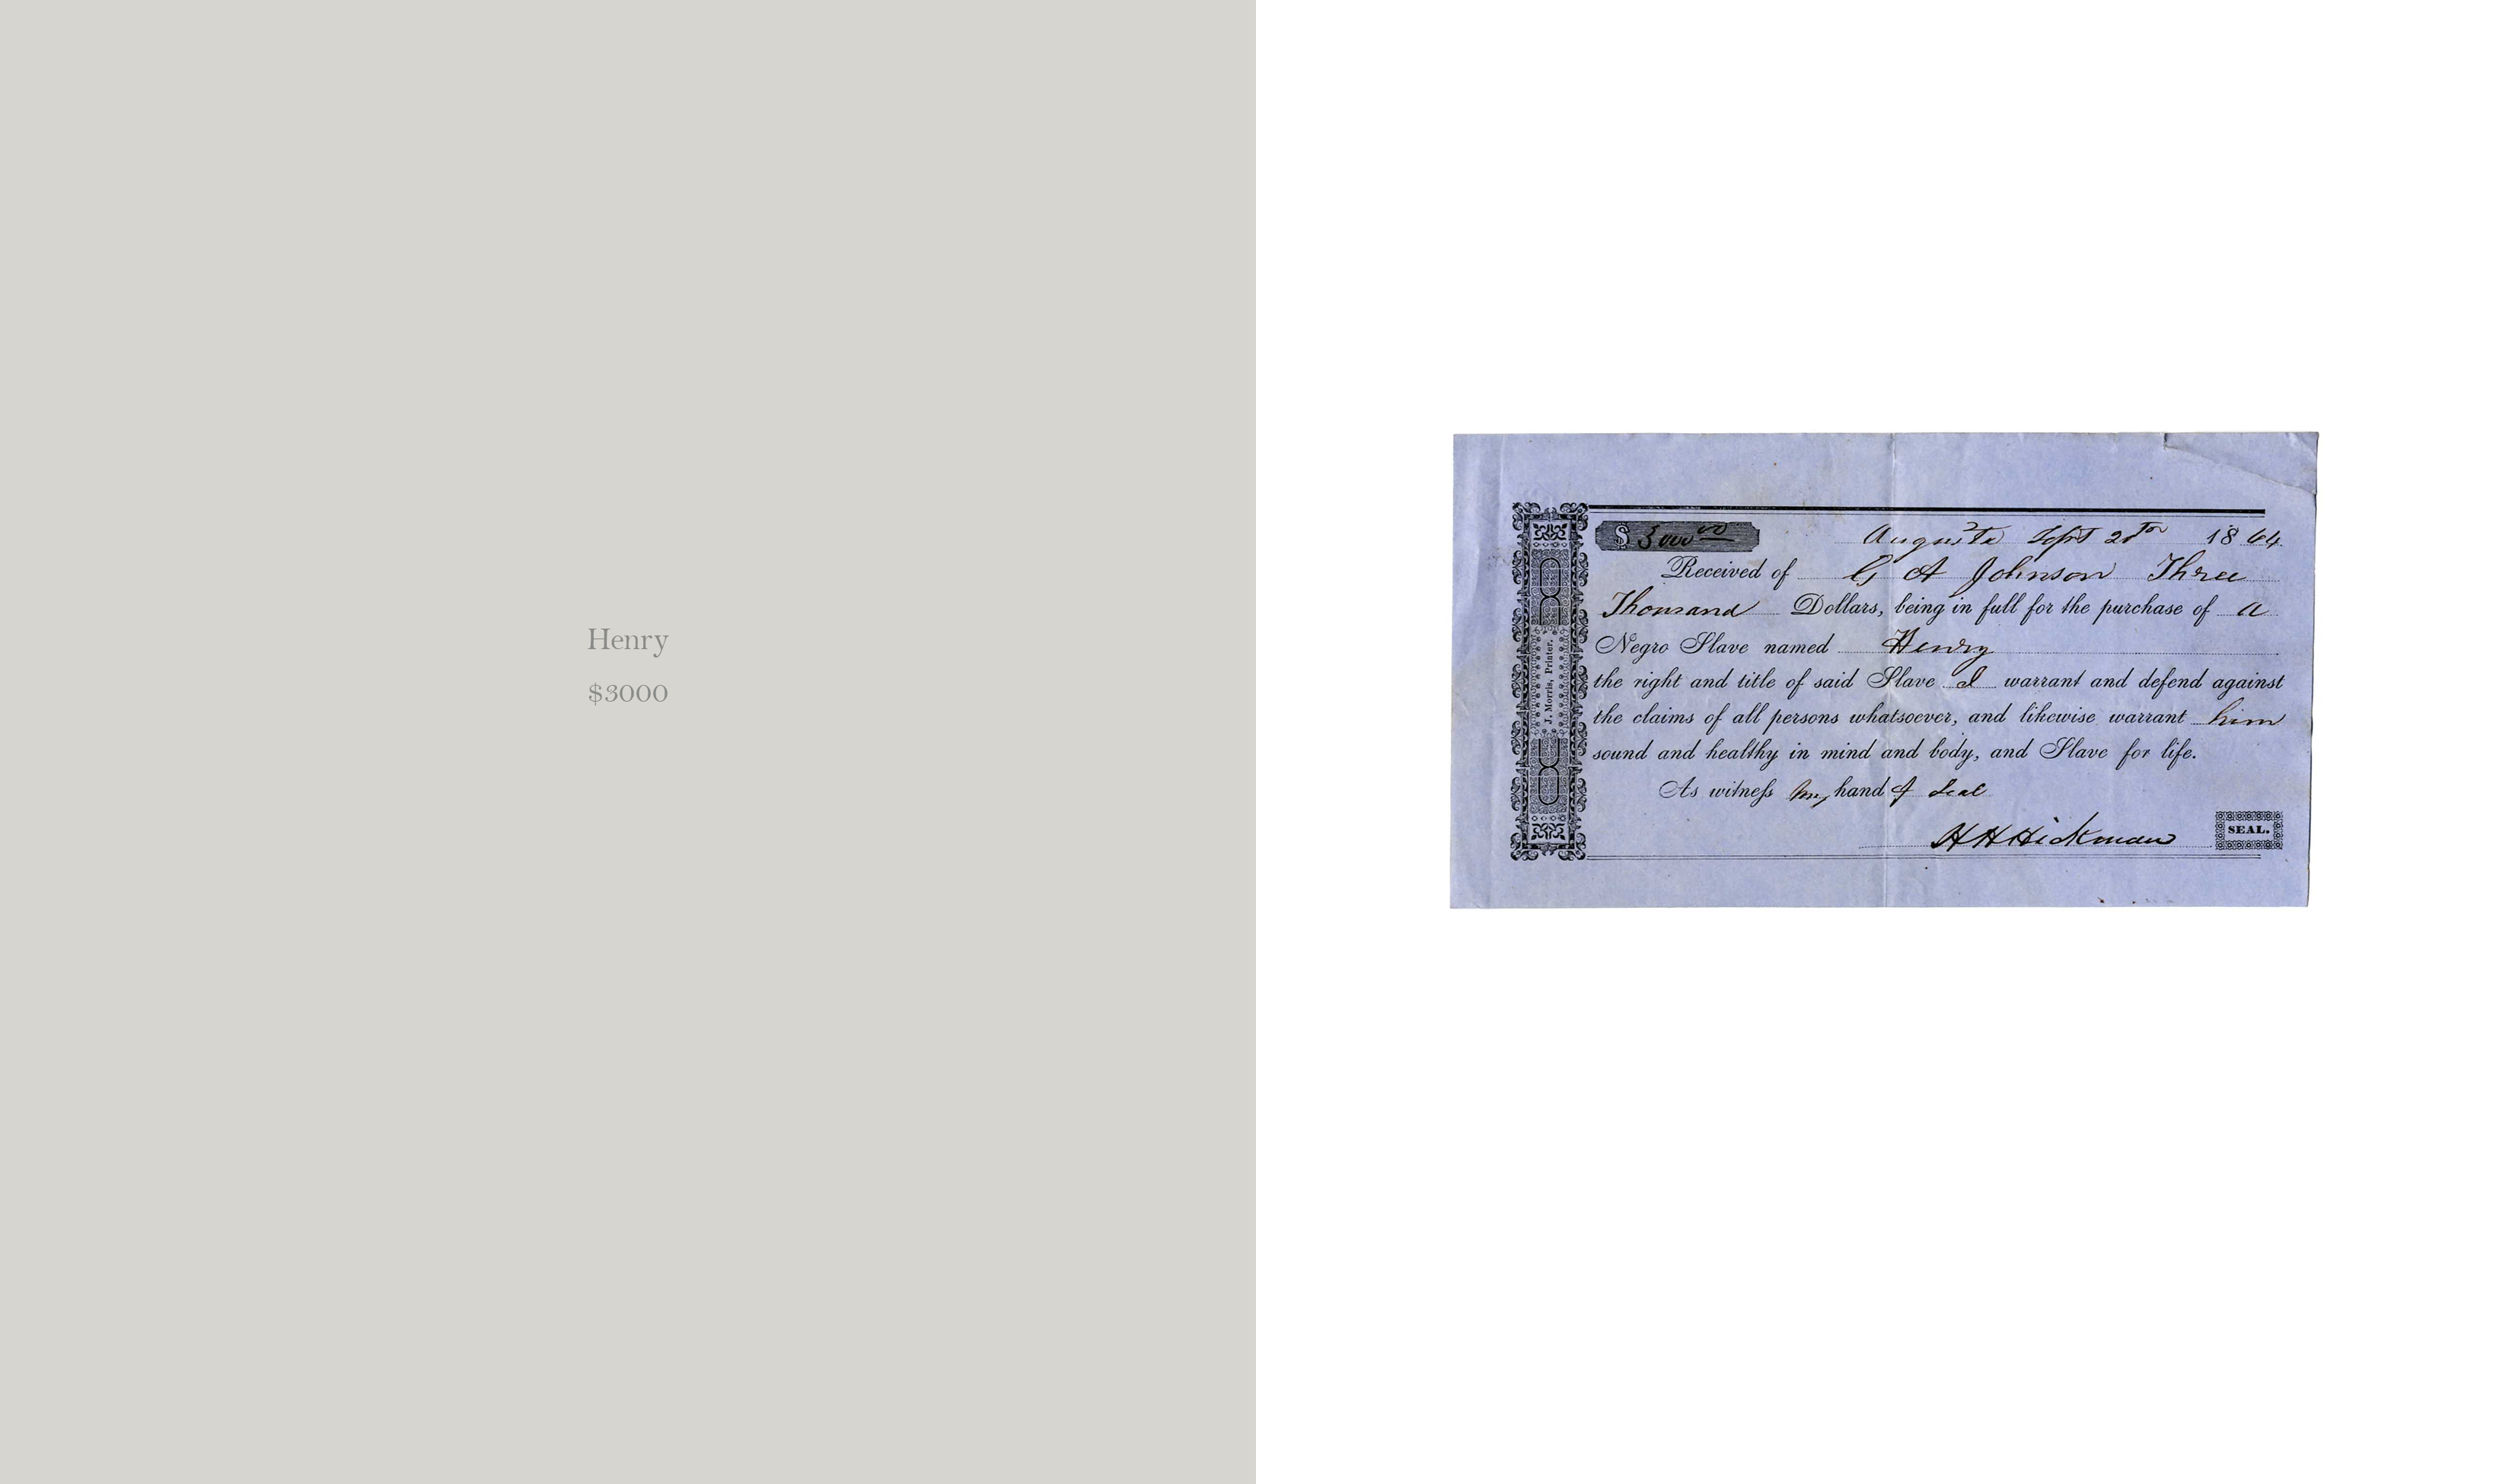 Henry
$3000
$ 3000 00
Augusta Sept 20th 1864
Received of G A Johnson Three
Thousand Dollars, being in full for the purchase of a
Negro Slave named Henry
the right and title of said Slave I warrant and defend against
the claims of all persons whatsoever, and likewise warrant him
sound and healthy in mind and body, and Slave for life.
As witness my hand & Seal
H H Hickman
SEAL.
J. Morris, Printer.